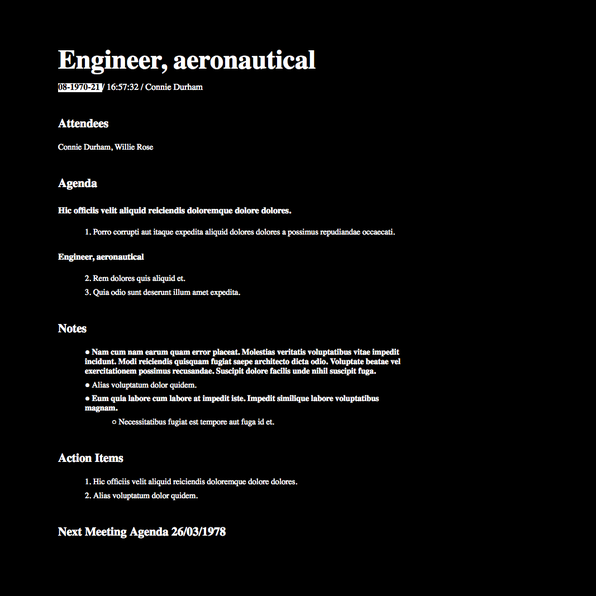 Engineer, aeronautical
08-1970-21 / 16:57:32 / Connie Durham
Attendees
Connie Durham, Willie Rose
Agenda
Hic officiis velit aliquid reiciendis doloremque dolore dolores.
1. Porro corrupti aut itaque expedita aliquid dolores dolores a possimus repudiandae occaecati.
Engineer, aeronautical
2. Rem dolores quis aliquid et.
3. Quia odio sunt deserunt illum amet expedita.
Notes
● Nam cum nam earum quam error placeat. Molestias veritatis voluptatibus vitae impedit
incidunt. Modi reiciendis quisquam fugiat saepe architecto dicta odio. Voluptate beatae vel
exercitationem possimus recusandae. Suscipit dolore facilis unde nihil suscipit fuga.
● Alias voluptatum dolor quidem.
● Eum quia labore cum labore at impedit iste. Impedit similique labore voluptatibus
magnam.
○ Necessitatibus fugiat est tempore aut fuga id et.
Action Items
1. Hic officiis velit aliquid reiciendis doloremque dolore dolores.
2. Alias voluptatum dolor quidem.
Next Meeting Agenda 26/03/1978